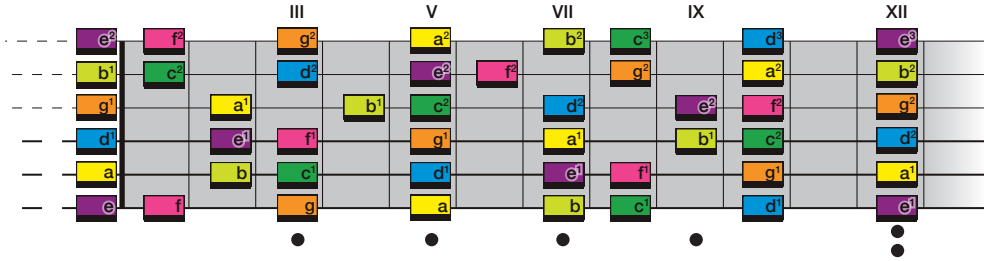 III V VII IX XII
e² f² g² a² b² c³ d³ e³
b¹ c² d² e² f² g² a² b²
g¹ a¹ b¹ c² d² e² f² g²
d¹ e¹ f¹ g¹ a¹ b¹ c² d²
a b c¹ d¹ e¹ f¹ g¹ a¹
e f g a b c¹ d¹ e¹